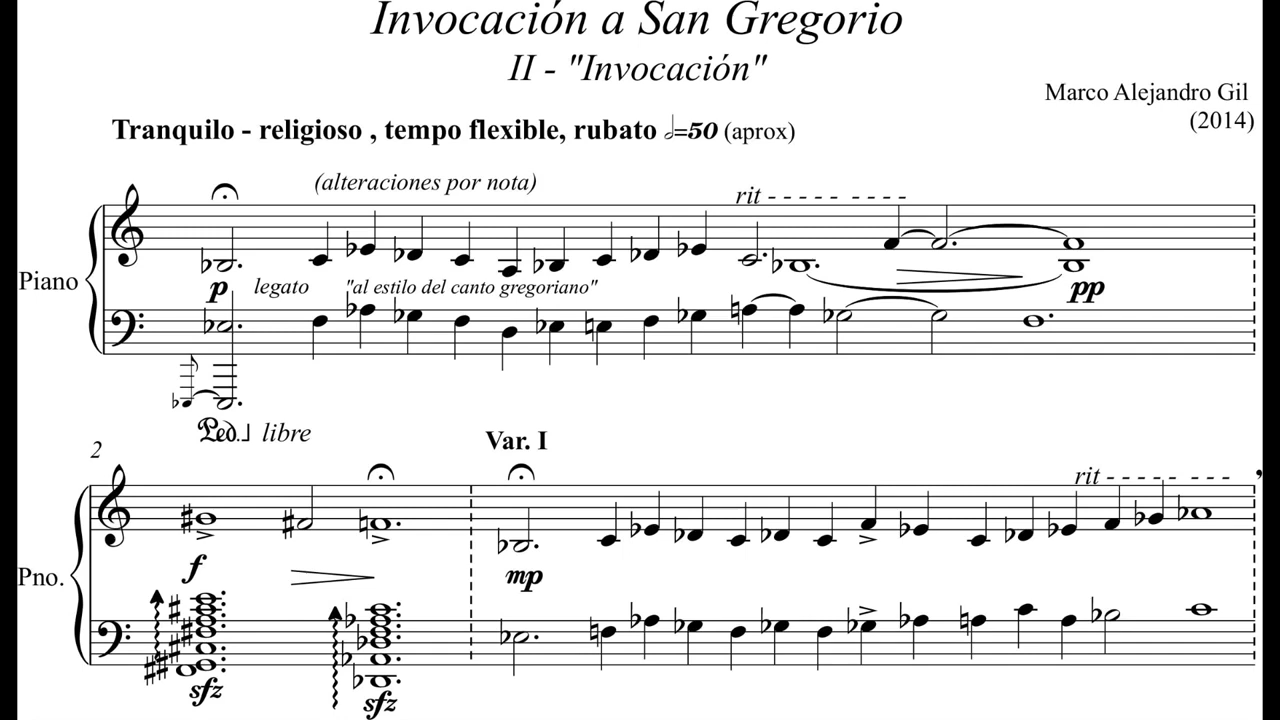 Invocación a San Gregorio
II - "Invocación"
Marco Alejandro Gil
(2014)
Tranquilo - religioso , tempo flexible, rubato 𝅗𝅥=50 (aprox)
(alteraciones por nota)
rit
Piano
p legato "al estilo del canto gregoriano" pp
Ped. libre
2
Var. I
rit
Pno.
f mp
sfz sfz